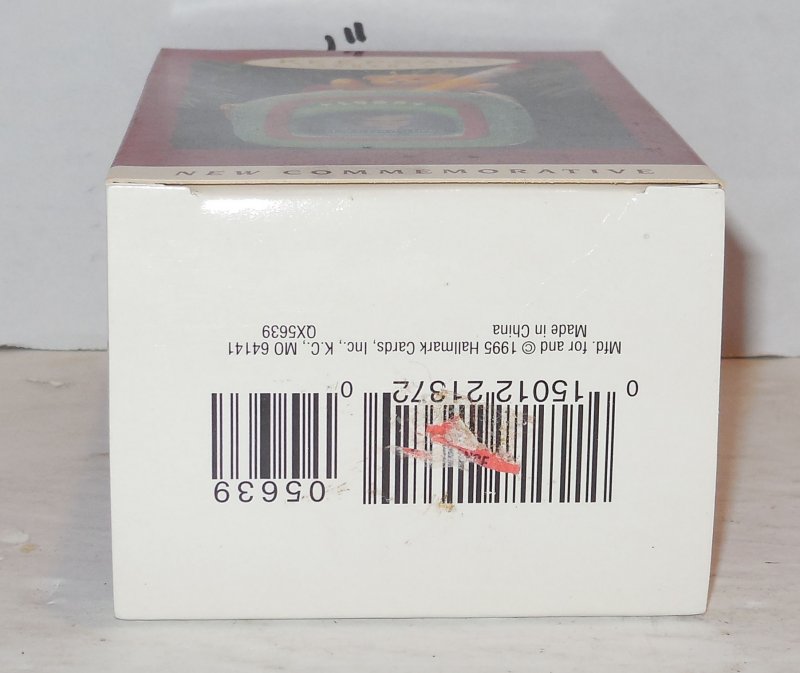 NEW COMMEMORATIVE
05639
0 15012 21372 0
Mfd. for and © 1995 Hallmark Cards, Inc., K.C., MO 64141
Made in China QX5639